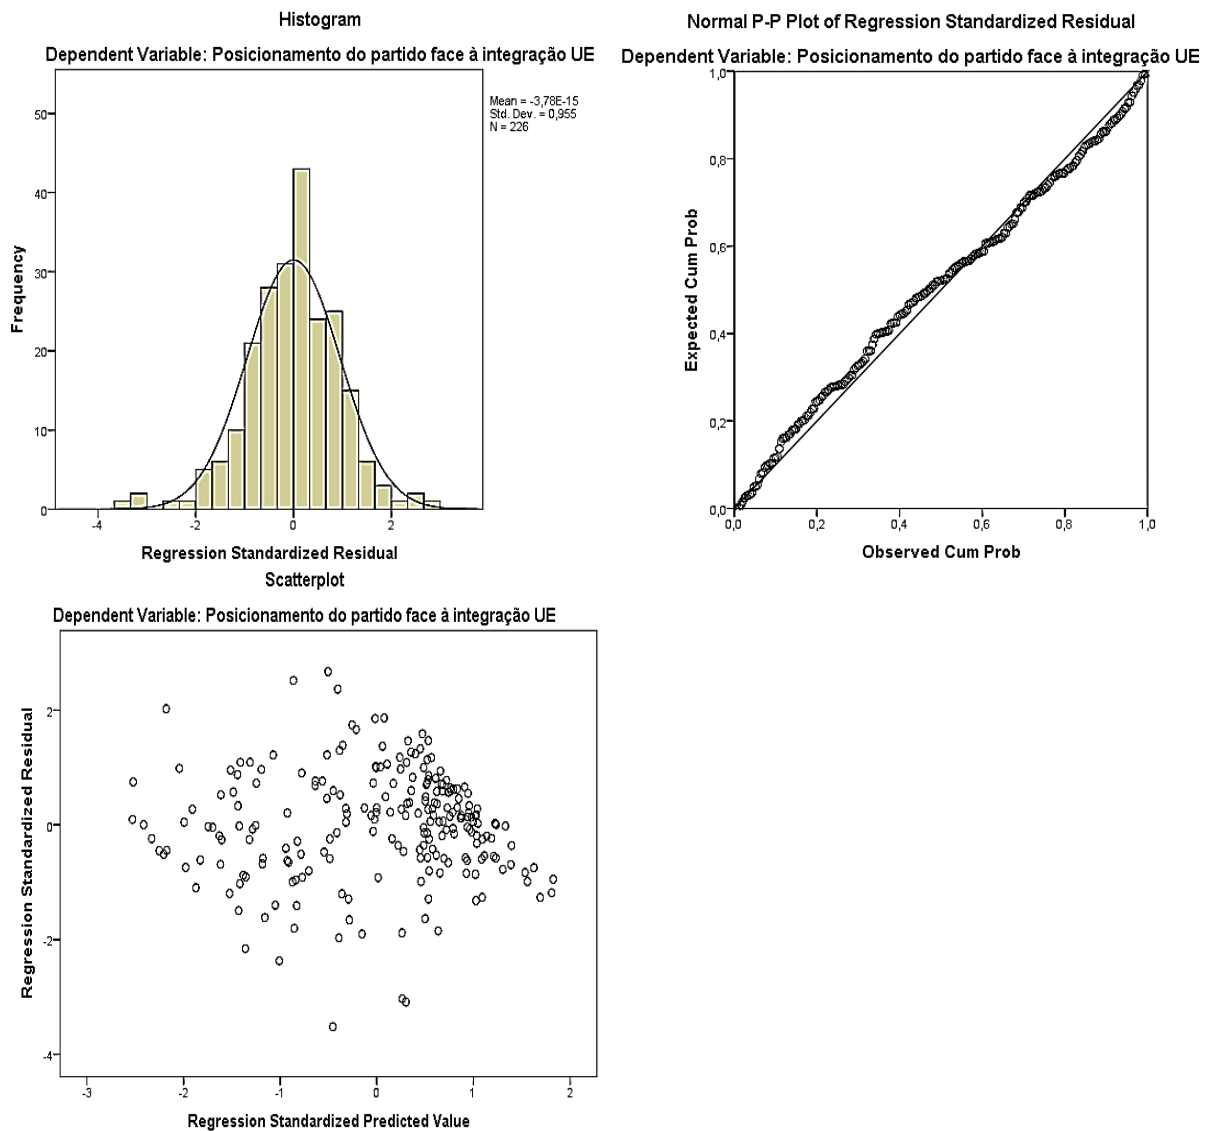 Histogram
Dependent Variable: Posicionamento do partido face à integração UE
Mean = -3,78E-15
Std. Dev. = 0,955
N = 226
50
40
30
20
10
0
Frequency
-4
-2
0
2
Regression Standardized Residual
Normal P-P Plot of Regression Standardized Residual
Dependent Variable: Posicionamento do partido face à integração UE
1,0
0,8
0,6
0,4
0,2
0,0
Expected Cum Prob
0,0
0,2
0,4
0,6
0,8
1,0
Observed Cum Prob
Scatterplot
Dependent Variable: Posicionamento do partido face à integração UE
2
0
-2
-4
Regression Standardized Residual
-3
-2
-1
0
1
2
Regression Standardized Predicted Value